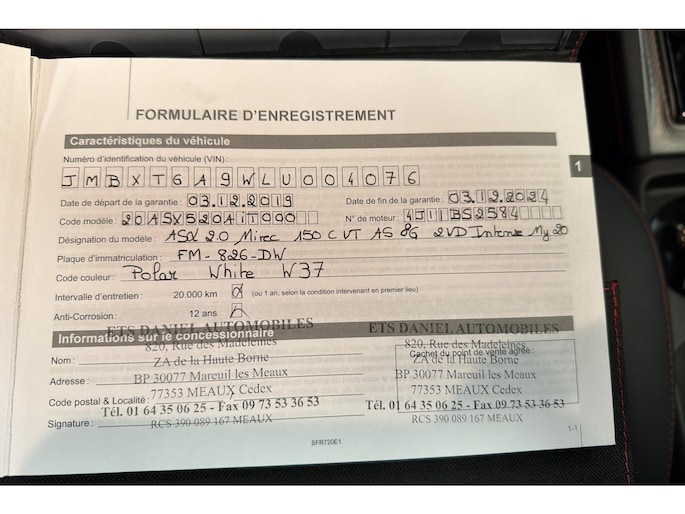 FORMULAIRE D'ENREGISTREMENT
Caractéristiques du véhicule
1
Numéro d'identification du véhicule (VIN) :
JMBXTGA9WLU004076
Date de départ de la garantie : 03.12.2019 Date de fin de la garantie : 03.12.2024
Code modèle : 20ASX520AIT000 N° de moteur : 4J11BS2584
Désignation du modèle : ASX 2.0 Mivec 150 CVT AS&G 2WD Intense My 20
Plaque d'immatriculation : FM-826-DW
Code couleur : Polar White W37
Intervalle d'entretien : 20.000 km (ou 1 an, selon la condition intervenant en premier lieu)
Anti-Corrosion : 12 ans
ETS DANIEL AUTOMOBILES ETS DANIEL AUTOMOBILES
Informations sur le concessionnaire
820, Rue des Madeleines 820, Rue des Madeleines
Cachet du point de vente agréé :
Nom : ZA de la Haute Borne ZA de la Haute Borne
Adresse : BP 30077 Mareuil les Meaux BP 30077 Mareuil les Meaux
Code postal & Localité : 77353 MEAUX Cedex 77353 MEAUX Cedex
Tél. 01 64 35 06 25 - Fax 09 73 53 36 53 Tél. 01 64 35 06 25 - Fax 09 73 53 36 53
Signature : RCS 390 089 167 MEAUX RCS 390 089 167 MEAUX
SFR720E1
1-1